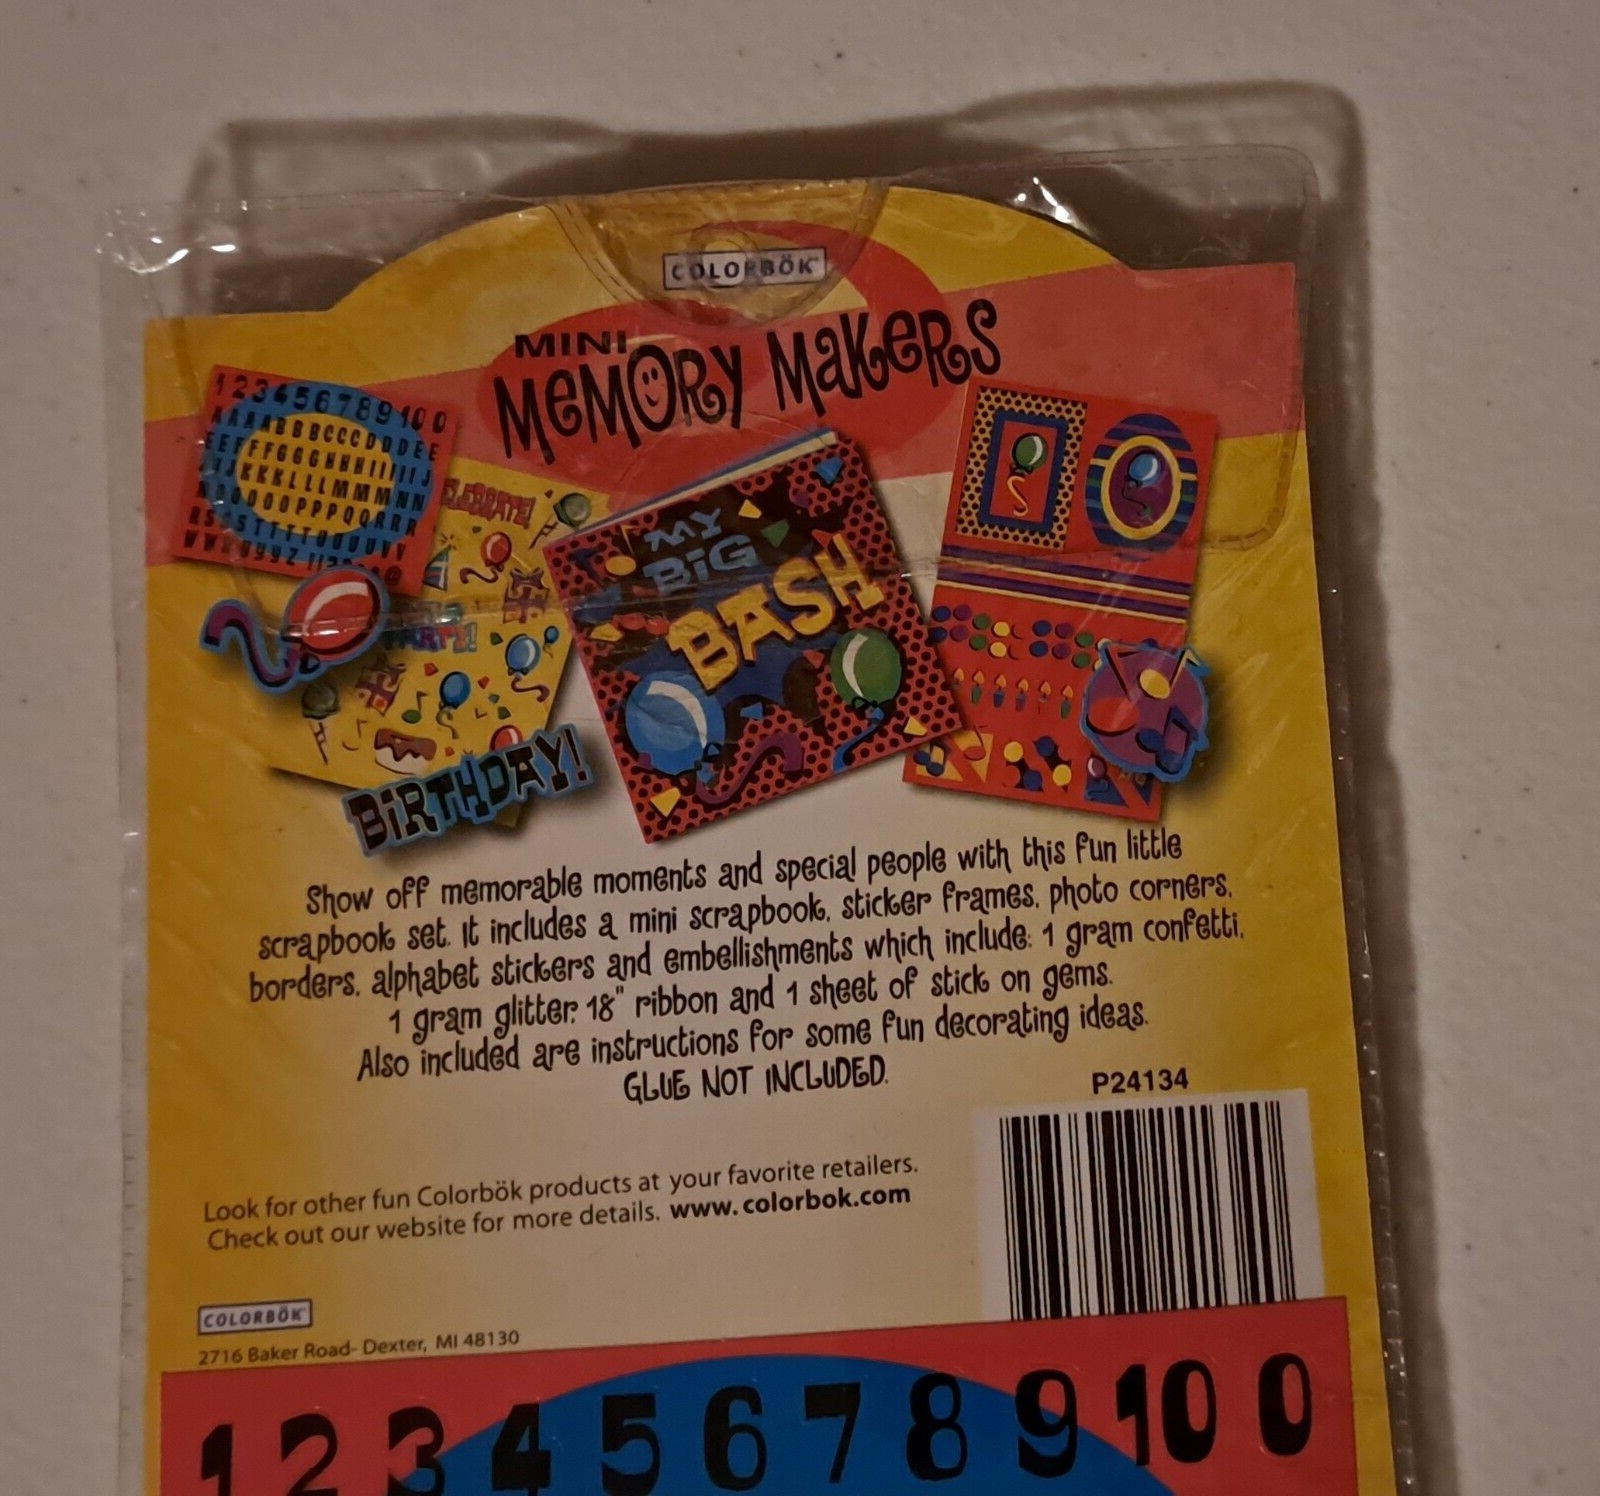 COLORBÖK
MINI
MEMORY MAKERS
1 2 3 4 5 6 7 8 9 10 0
A A A A B B B C C C D D D E E
E E F F F G G G H H H I I I I J
K K K L L L M M M N N
O O O O O P P P Q Q R R R
CELEBRATE!
PARTY!
MY
BIG
BASH
BIRTHDAY!
Show off memorable moments and special people with this fun little
scrapbook set. It includes a mini scrapbook, sticker frames, photo corners,
borders, alphabet stickers and embellishments which include: 1 gram confetti,
1 gram glitter, 18" ribbon and 1 sheet of stick on gems.
Also included are instructions for some fun decorating ideas.
GLUE NOT INCLUDED.
P24134
Look for other fun Colorbök products at your favorite retailers.
Check out our website for more details. www.colorbok.com
COLORBÖK
2716 Baker Road- Dexter, MI 48130
1 2 3 4 5 6 7 8 9 10 0